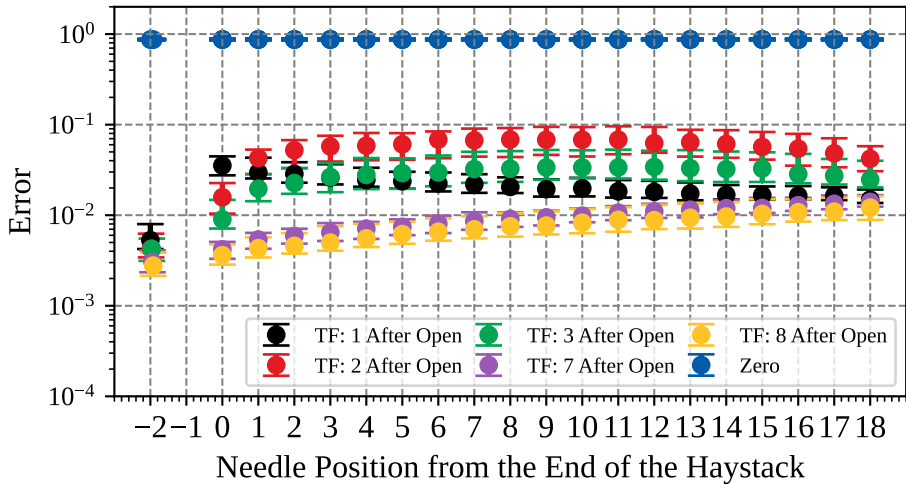 10⁰
10⁻¹
10⁻²
10⁻³
10⁻⁴
Error
TF: 1 After Open
TF: 3 After Open
TF: 8 After Open
TF: 2 After Open
TF: 7 After Open
Zero
−2 −1 0 1 2 3 4 5 6 7 8 9 10 11 12 13 14 15 16 17 18
Needle Position from the End of the Haystack